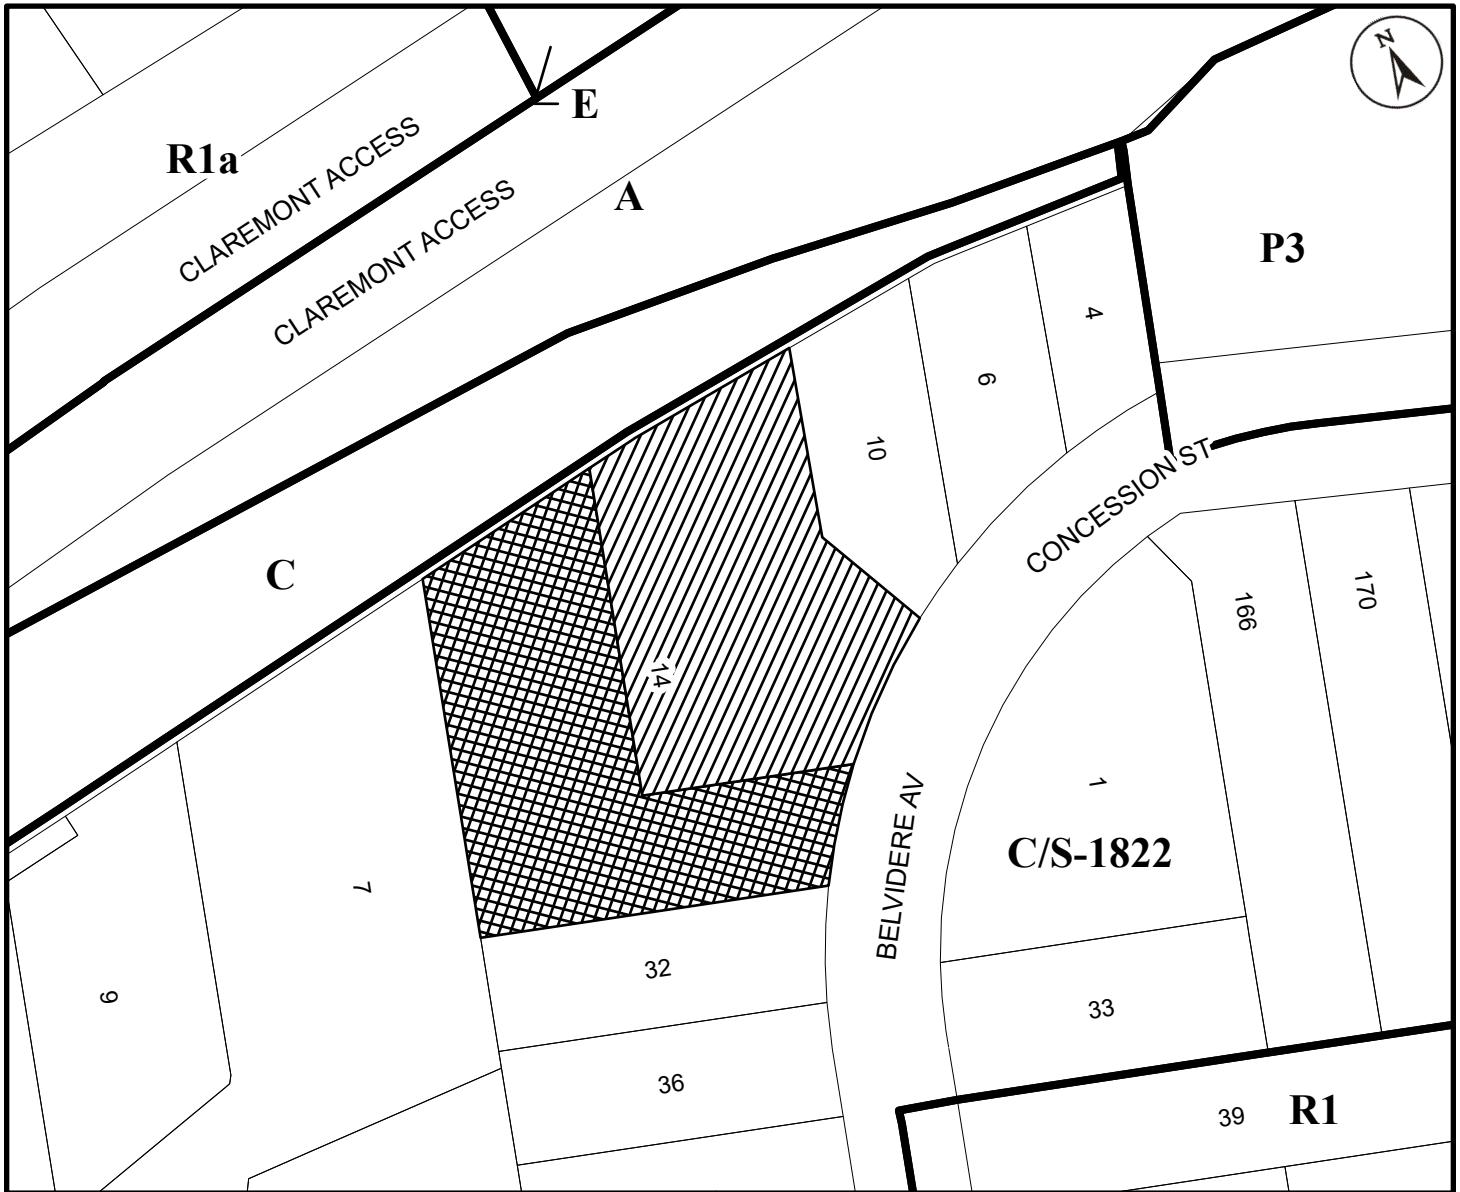 N
E
R1a
CLAREMONT ACCESS
CLAREMONT ACCESS
A
P3
4
6
10
CONCESSION ST
C
14
166
170
1
BELVIDERE AV
C/S-1822
7
9
32
33
36
39
R1